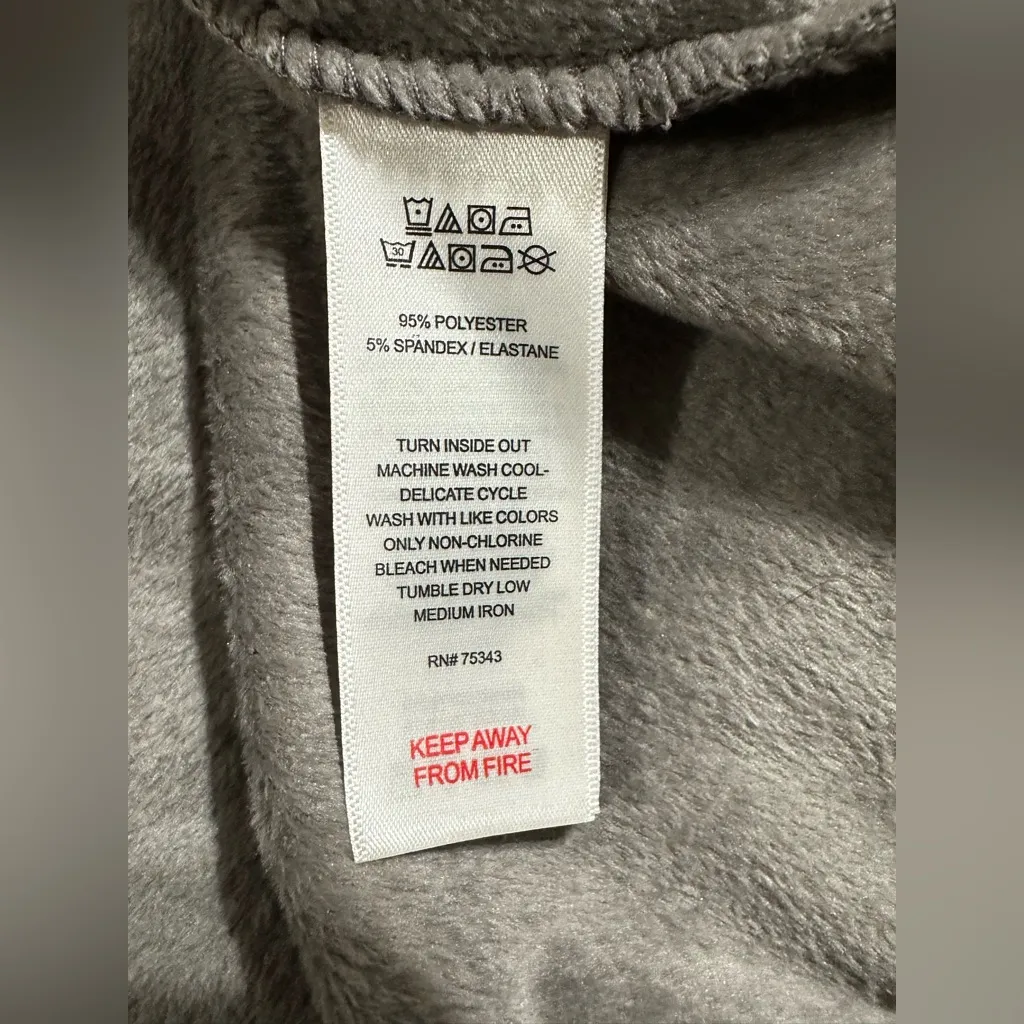 30
95% POLYESTER
5% SPANDEX / ELASTANE
TURN INSIDE OUT
MACHINE WASH COOL-
DELICATE CYCLE
WASH WITH LIKE COLORS
ONLY NON-CHLORINE
BLEACH WHEN NEEDED
TUMBLE DRY LOW
MEDIUM IRON
RN# 75343
KEEP AWAY
FROM FIRE